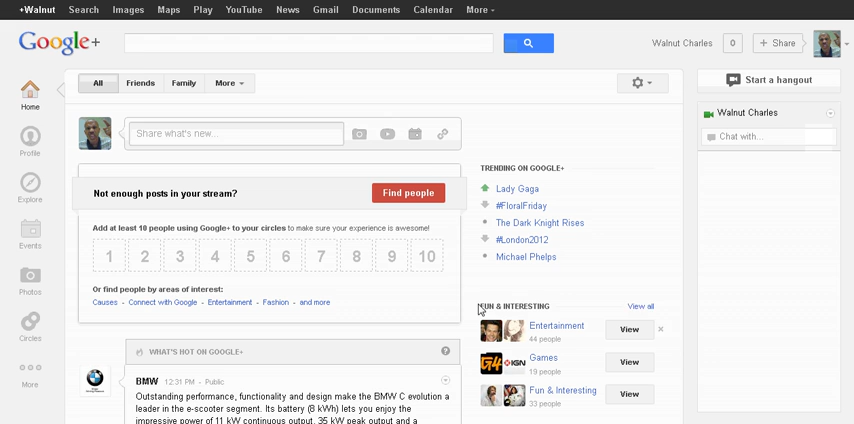 +Walnut Search Images Maps Play YouTube News Gmail Documents Calendar More
Google+
Walnut Charles 0 + Share
Home
Profile
Explore
Events
Photos
Circles
More
All Friends Family More
Share what's new...
Not enough posts in your stream? Find people
Add at least 10 people using Google+ to your circles to make sure your experience is awesome!
1 2 3 4 5 6 7 8 9 10
Or find people by areas of interest:
Causes - Connect with Google - Entertainment - Fashion - and more
WHAT'S HOT ON GOOGLE+ ?
BMW 12:31 PM - Public
Outstanding performance, functionality and design make the BMW C evolution a
leader in the e-scooter segment. Its battery (8 kWh) lets you enjoy the
impressive power of 11 kW continuous output, 35 kW peak output and a
TRENDING ON GOOGLE+
Lady Gaga
#FloralFriday
The Dark Knight Rises
#London2012
Michael Phelps
FUN & INTERESTING View all
Entertainment
44 people
View
Games
19 people
View
Fun & Interesting
33 people
View
G4 IGN
Start a hangout
Walnut Charles
Chat with...